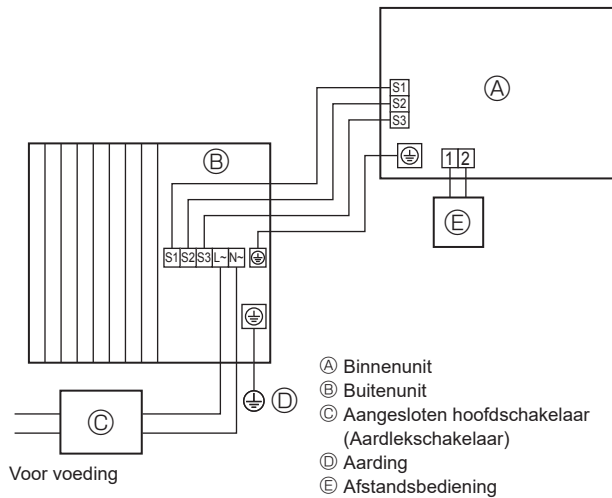 S1
S2
S3
Ⓐ
1 2
Ⓔ
Ⓑ
S1 S2 S3 L~ N~
Ⓓ
Ⓒ
Voor voeding
Ⓐ Binnenunit
Ⓑ Buitenunit
Ⓒ Aangesloten hoofdschakelaar
(Aardlekschakelaar)
Ⓓ Aarding
Ⓔ Afstandsbediening